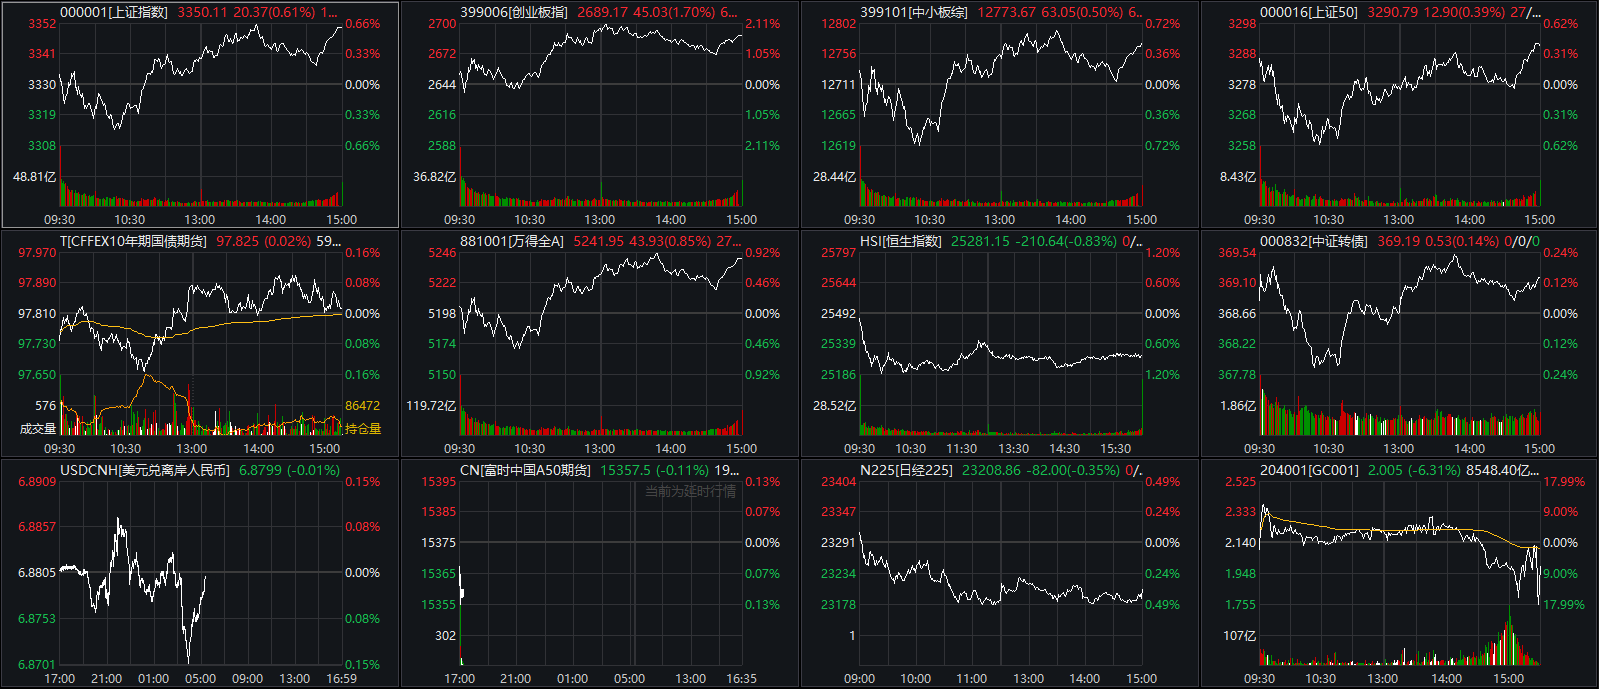 000001[上证指数] 3350.11 20.37(0.61%) 1...
3352 0.66%
3341 0.33%
3330 0.00%
3319 0.33%
3308 0.66%
48.81亿
09:30 10:30 13:00 14:00 15:00
399006[创业板指] 2689.17 45.03(1.70%) 6...
2700 2.11%
2672 1.05%
2644 0.00%
2616 1.05%
2588 2.11%
36.82亿
09:30 10:30 13:00 14:00 15:00
399101[中小板综] 12773.67 63.05(0.50%) 6..
12802 0.72%
12756 0.36%
12711 0.00%
12665 0.36%
12619 0.72%
28.44亿
09:30 10:30 13:00 14:00 15:00
000016[上证50] 3290.79 12.90(0.39%) 27/...
3298 0.62%
3288 0.31%
3278 0.00%
3268 0.31%
3258 0.62%
8.43亿
09:30 10:30 13:00 14:00 15:00
T[CFFEX10年期国债期货] 97.825 (0.02%) 59...
97.970 0.16%
97.890 0.08%
97.810 0.00%
97.730 0.08%
97.650 0.16%
576 86472
成交量 持仓量
09:30 10:30 13:00 14:00 15:00
881001[万得全A] 5241.95 43.93(0.85%) 27...
5246 0.92%
5222 0.46%
5198 0.00%
5174 0.46%
5150 0.92%
119.72亿
09:30 10:30 13:00 14:00 15:00
HSI[恒生指数] 25281.15 -210.64(-0.83%) 0/..
25797 1.20%
25644 0.60%
25492 0.00%
25339 0.60%
25186 1.20%
28.52亿
09:30 10:30 11:30 13:30 14:30 15:30
000832[中证转债] 369.19 0.53(0.14%) 0/0/0
369.54 0.24%
369.10 0.12%
368.66 0.00%
368.22 0.12%
367.78 0.24%
1.86亿
09:30 10:30 13:00 14:00 15:00
USDCNH[美元兑离岸人民币] 6.8799 (-0.01%)
6.8909 0.15%
6.8857 0.08%
6.8805 0.00%
6.8753 0.08%
6.8701 0.15%
17:00 21:00 01:00 05:00 09:00 13:00 16:59
CN[富时中国A50期货] 15357.5 (-0.11%) 19...
当前为延时行情
15395 0.13%
15385 0.07%
15375 0.00%
15365 0.07%
15355 0.13%
302
17:00 21:00 01:00 05:00 13:00 16:35
N225[日经225] 23208.86 -82.00(-0.35%) 0/.
23404 0.49%
23347 0.24%
23291 0.00%
23234 0.24%
23178 0.49%
1
09:00 10:00 11:00 13:00 14:00 15:00
204001[GC001] 2.005 (-6.31%) 8548.40亿...
2.525 17.99%
2.333 9.00%
2.140 0.00%
1.948 9.00%
1.755 17.99%
107亿
09:30 10:30 13:00 14:00 15:00